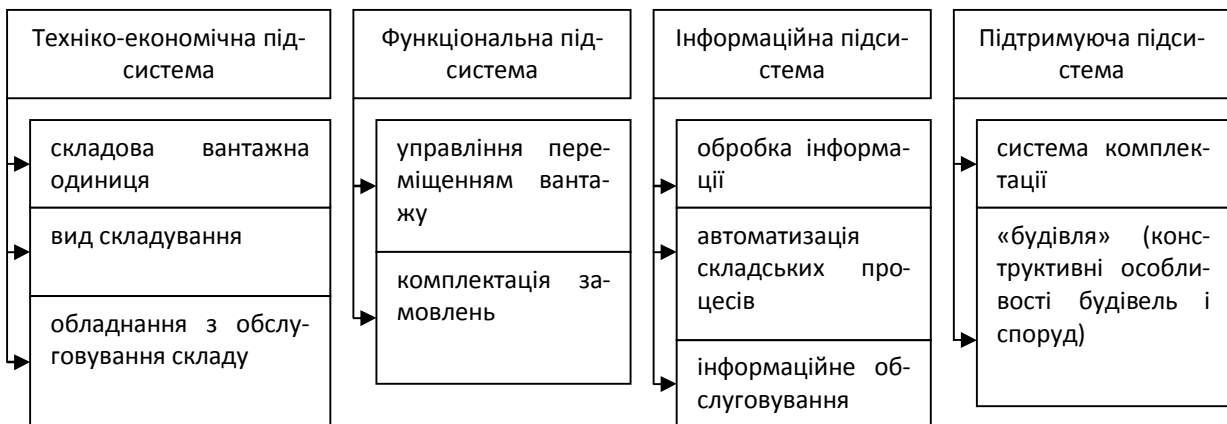 Техніко-економічна під-
система
складова вантажна
одиниця
вид складування
обладнання з обслу-
говування складу
Функціональна під-
система
управління пере-
міщенням ванта-
жу
комплектація за-
мовлень
Інформаційна підси-
стема
обробка інформа-
ції
автоматизація
складських про-
цесів
інформаційне об-
слуговування
Підтримуюча підси-
стема
система комплек-
тації
«будівля» (конс-
труктивні особли-
вості будівель і
споруд)